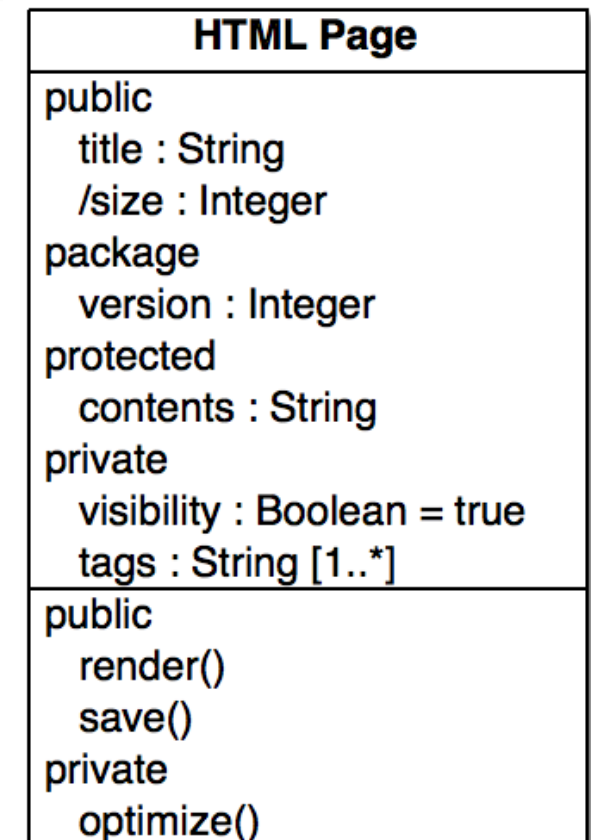 HTML Page
public
title : String
/size : Integer
package
version : Integer
protected
contents : String
private
visibility : Boolean = true
tags : String [1..*]
public
render()
save()
private
optimize()